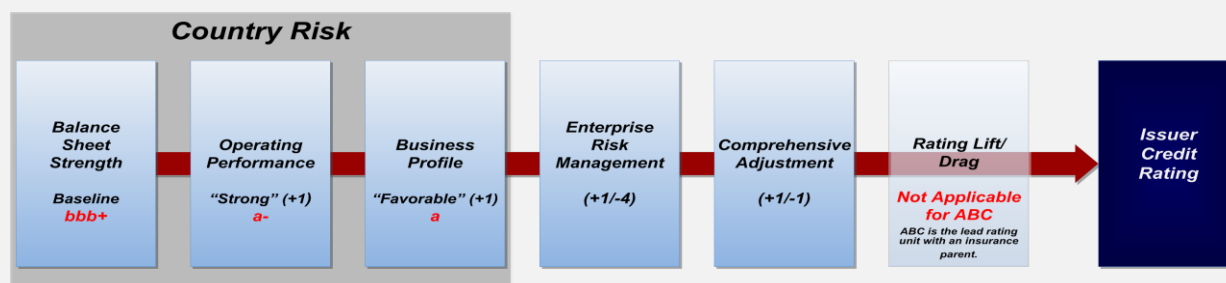 Country Risk
Balance
Sheet
Strength
Baseline
bbb+
Operating
Performance
“Strong” (+1)
a-
Business
Profile
“Favorable” (+1)
a
Enterprise
Risk
Management
(+1/-4)
Comprehensive
Adjustment
(+1/-1)
Rating Lift/
Drag
Not Applicable
for ABC
ABC is the lead rating
unit with an insurance
parent.
Issuer
Credit
Rating